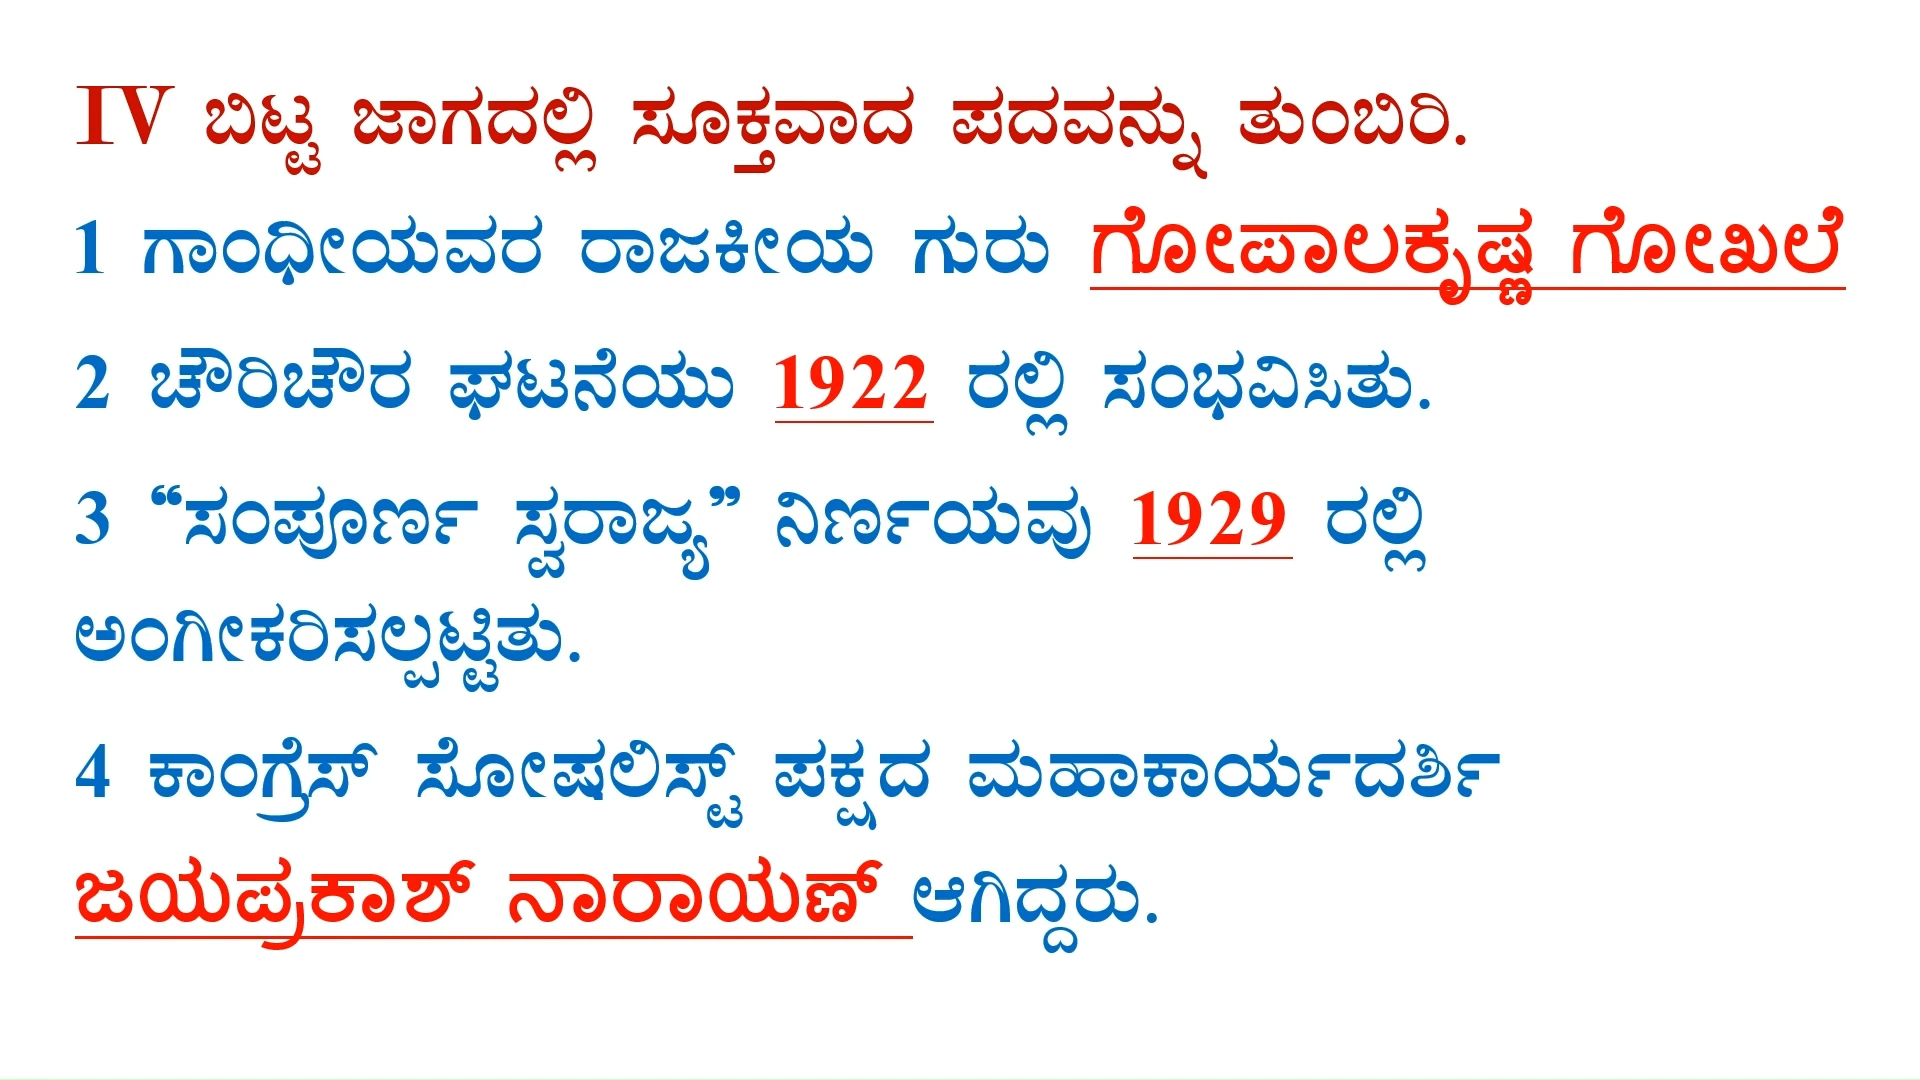 IV ಬಿಟ್ಟ ಜಾಗದಲ್ಲಿ ಸೂಕ್ತವಾದ ಪದವನ್ನು ತುಂಬಿರಿ.
1 ಗಾಂಧೀಯವರ ರಾಜಕೀಯ ಗುರು ಗೋಪಾಲಕೃಷ್ಣ ಗೋಖಲೆ
2 ಚೌರಿಚೌರ ಘಟನೆಯು 1922 ರಲ್ಲಿ ಸಂಭವಿಸಿತು.
3 “ಸಂಪೂರ್ಣ ಸ್ವರಾಜ್ಯ” ನಿರ್ಣಯವು 1929 ರಲ್ಲಿ
ಅಂಗೀಕರಿಸಲ್ಪಟ್ಟಿತು.
4 ಕಾಂಗ್ರೆಸ್ ಸೋಷಲಿಸ್ಟ್ ಪಕ್ಷದ ಮಹಾಕಾರ್ಯದರ್ಶಿ
ಜಯಪ್ರಕಾಶ್ ನಾರಾಯಣ್ ಆಗಿದ್ದರು.